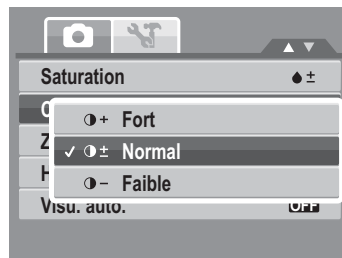 Saturation
Fort
Normal
Faible
Visu. auto.
OFF